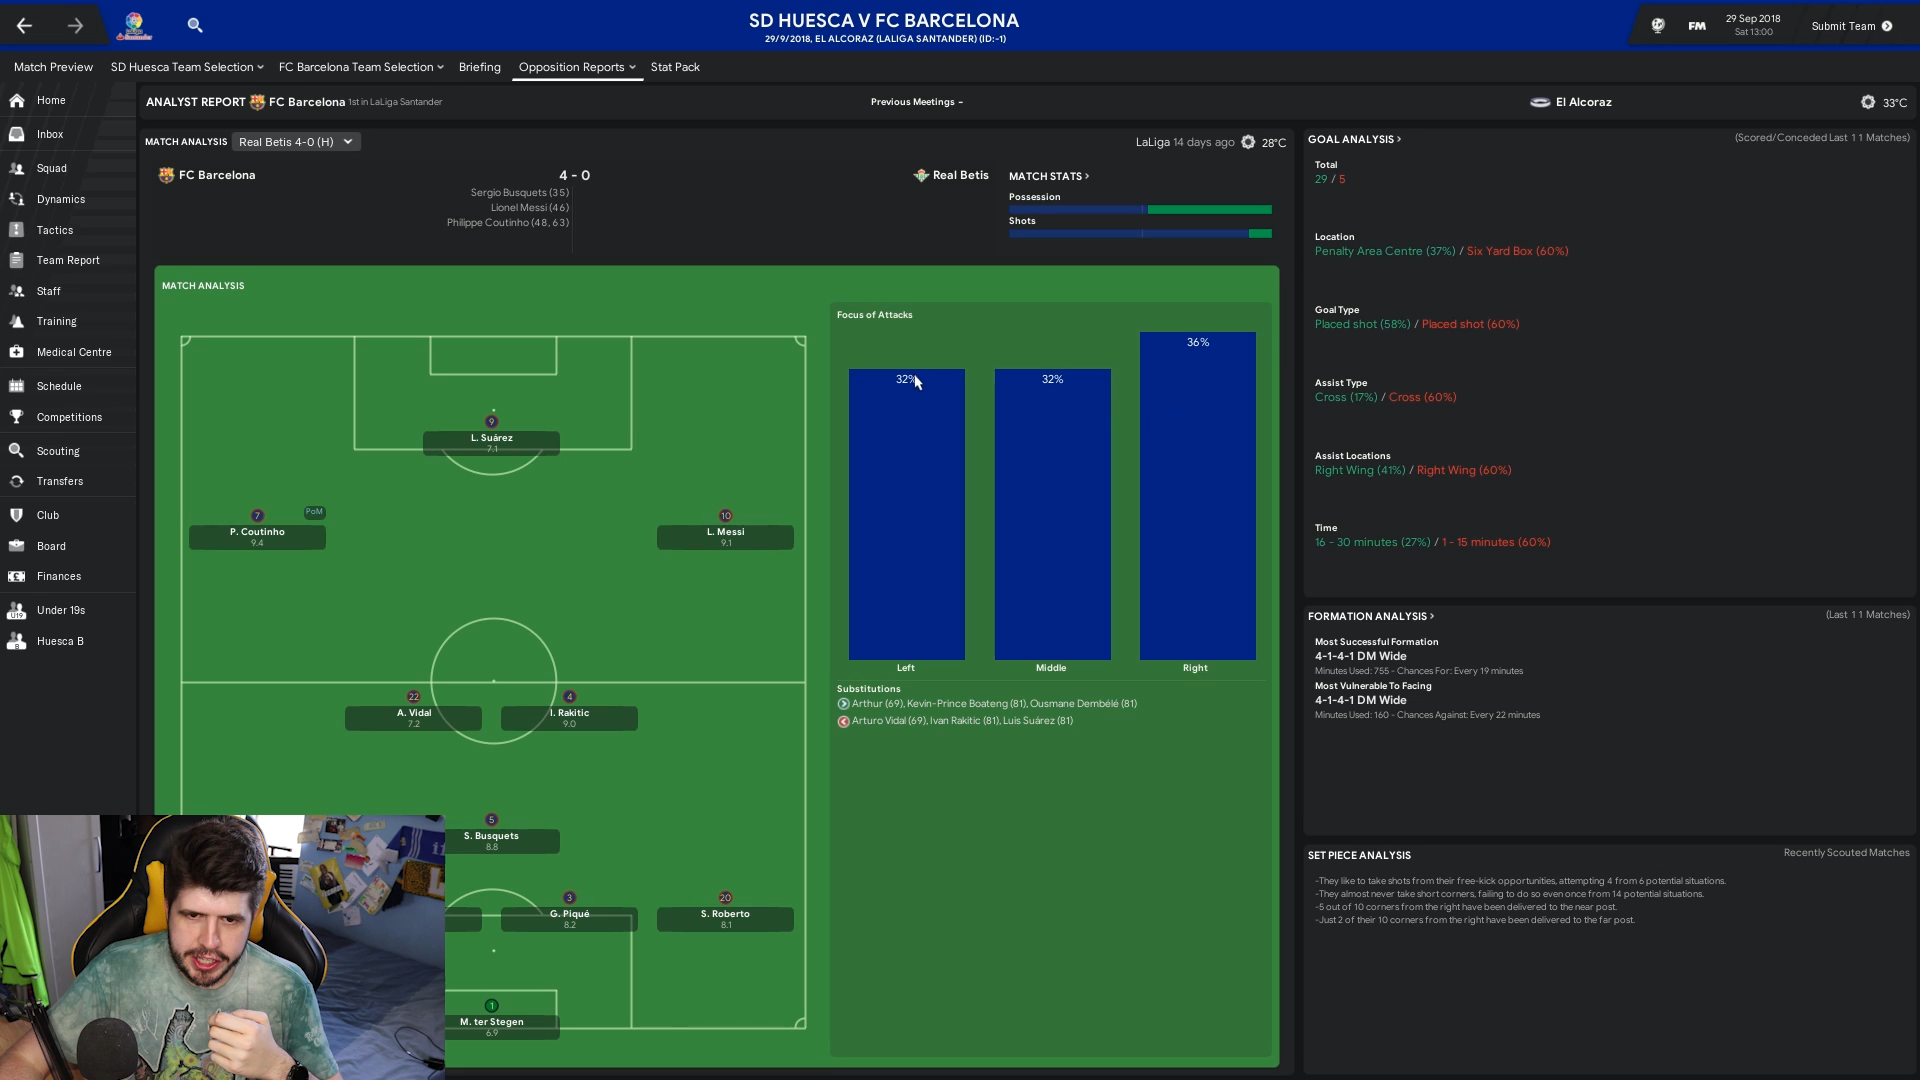 SD HUESCA V FC BARCELONA
29/9/2018, EL ALCORAZ (LALIGA SANTANDER) (ID:-1)
FM
29 Sep 2018
Sat 13:00
Submit Team
Match Preview
SD Huesca Team Selection
FC Barcelona Team Selection
Briefing
Opposition Reports
Stat Pack
Home
Inbox
Squad
Dynamics
Tactics
Team Report
Staff
Training
Medical Centre
Schedule
Competitions
Scouting
Transfers
Club
Board
Finances
Under 19s
Huesca B
ANALYST REPORT FC Barcelona 1st in LaLiga Santander
Previous Meetings -
El Alcoraz
33°C
MATCH ANALYSIS Real Betis 4-0 (H)
LaLiga 14 days ago 28°C
FC Barcelona 4 - 0 Real Betis
Sergio Busquets (35)
Lionel Messi (46)
Philippe Coutinho (48, 63)
MATCH STATS >
Possession
Shots
MATCH ANALYSIS
9
L. Suárez
7.1
7
PoM
P. Coutinho
9.4
10
L. Messi
9.1
22
A. Vidal
7.2
4
I. Rakitic
9.0
5
S. Busquets
8.8
3
G. Piqué
8.2
20
S. Roberto
8.1
1
M. ter Stegen
6.9
Focus of Attacks
32%
32%
36%
Left
Middle
Right
Substitutions
Arthur (69), Kevin-Prince Boateng (81), Ousmane Dembélé (81)
Arturo Vidal (69), Ivan Rakitic (81), Luis Suárez (81)
GOAL ANALYSIS >
(Scored/Conceded Last 11 Matches)
Total
29 / 5
Location
Penalty Area Centre (37%) / Six Yard Box (60%)
Goal Type
Placed shot (58%) / Placed shot (60%)
Assist Type
Cross (17%) / Cross (60%)
Assist Locations
Right Wing (41%) / Right Wing (60%)
Time
16 - 30 minutes (27%) / 1 - 15 minutes (60%)
FORMATION ANALYSIS >
(Last 11 Matches)
Most Successful Formation
4-1-4-1 DM Wide
Minutes Used: 755 - Chances For: Every 19 minutes
Most Vulnerable To Facing
4-1-4-1 DM Wide
Minutes Used: 160 - Chances Against: Every 22 minutes
SET PIECE ANALYSIS
Recently Scouted Matches
-They like to take shots from their free-kick opportunities, attempting 4 from 6 potential situations.
-They almost never take short corners, failing to do so even once from 14 potential situations.
-5 out of 10 corners from the right have been delivered to the near post.
-Just 2 of their 10 corners from the right have been delivered to the far post.